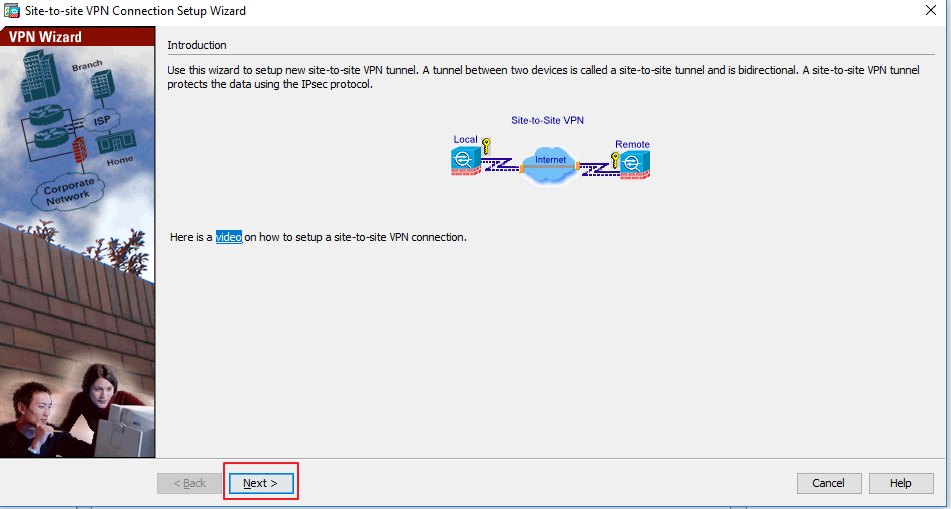 Site-to-site VPN Connection Setup Wizard
VPN Wizard
Branch
ISP
Home
Corporate
Network
Introduction
Use this wizard to setup new site-to-site VPN tunnel. A tunnel between two devices is called a site-to-site tunnel and is bidirectional. A site-to-site VPN tunnel
protects the data using the IPsec protocol.
Site-to-Site VPN
Local
Remote
Internet
Here is a video on how to setup a site-to-site VPN connection.
< Back
Next >
Cancel
Help